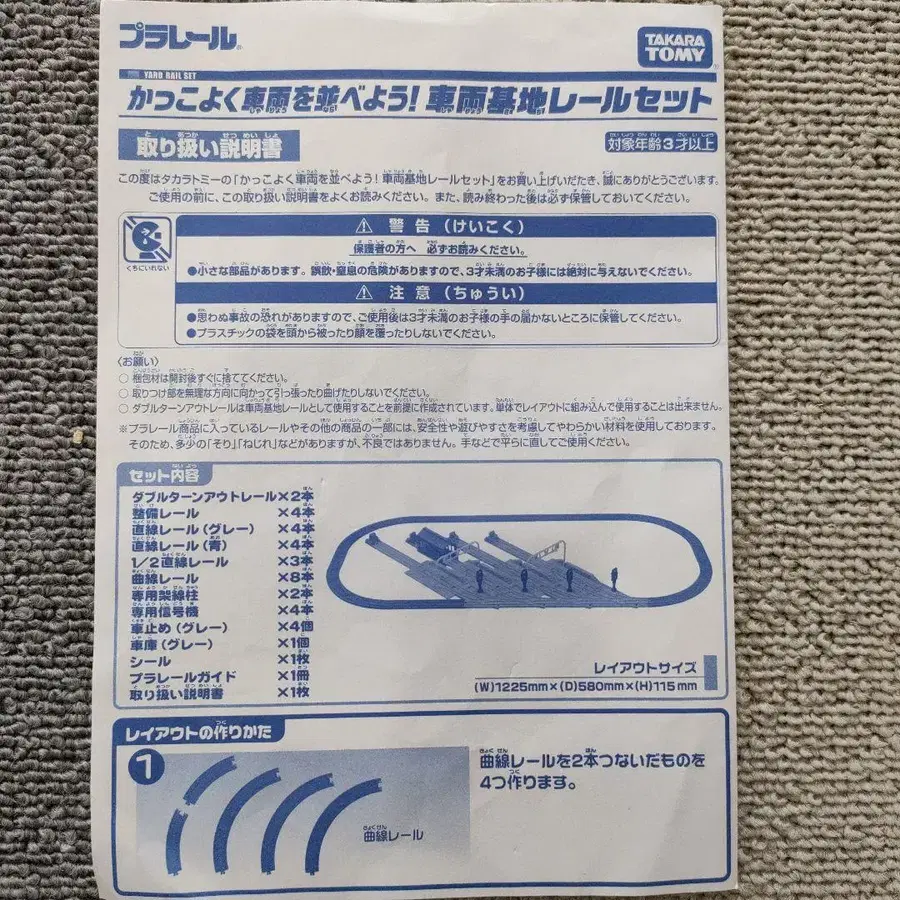 プラレール
TAKARA TOMY
YARD RAIL SET
かっこよく車両を並べよう!車両基地レールセット
取り扱い説明書
対象年齢3才以上
この度はタカラトミーの「かっこよく車両を並べよう!車両基地レールセット」をお買い上げいただき、誠にありがとうございます。
ご使用の前に、この取り扱い説明書をよくお読みください。また、読み終わった後は必ず保管しておいてください。
くちにいれない
⚠ 警告(けいこく)
保護者の方へ 必ずお読みください。
●小さな部品があります。誤飲・窒息の危険がありますので、3才未満のお子様には絶対に与えないでください。
⚠ 注意(ちゅうい)
●思わぬ事故の恐れがありますので、ご使用後は3才未満のお子様の手の届かないところに保管してください。
●プラスチックの袋を頭から被ったり顔を覆ったりしないでください。
〈お願い〉
○ 梱包材は開封後すぐに捨ててください。
○ 取りつけ部を無理な方向に向かって引っ張ったり曲げたりしないでください。
○ ダブルターンアウトレールは車両基地レールとして使用することを前提に作成されています。単体でレイアウトに組み込んで使用することは出来ません。
※プラレール商品に入っているレールやその他の商品の一部には、安全性や遊びやすさを考慮してやわらかい材料を使用しております。
そのため、多少の「そり」「ねじれ」などがありますが、不良ではありません。手などで平らに直してご使用ください。
セット内容
ダブルターンアウトレール×2本
整備レール ×4本
直線レール(グレー) ×4本
直線レール(青) ×4本
1/2直線レール ×3本
曲線レール ×8本
専用架線柱 ×2本
専用信号機 ×4本
車止め(グレー) ×4個
車庫(グレー) ×1個
シール ×1枚
プラレールガイド ×1冊
取り扱い説明書 ×1枚
レイアウトサイズ
(W)1225mm×(D)580mm×(H)115mm
レイアウトの作りかた
1
曲線レール
曲線レールを2本つないだものを
4つ作ります。